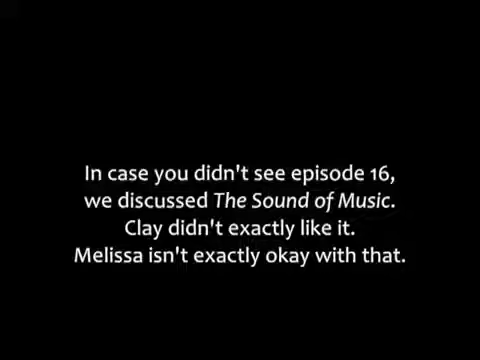 In case you didn't see episode 16,
we discussed The Sound of Music.
Clay didn't exactly like it.
Melissa isn't exactly okay with that.